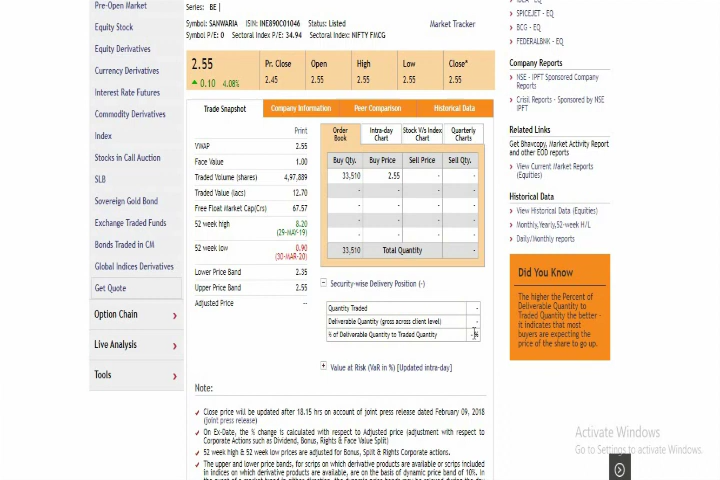 Pre-Open Market
Equity Stock
Equity Derivatives
Currency Derivatives
Interest Rate Futures
Commodity Derivatives
Index
Stocks in Call Auction
SLB
Sovereign Gold Bond
Exchange Traded Funds
Bonds Traded in CM
Global Indices Derivatives
Get Quote
Option Chain
Live Analysis
Tools
Series: BE
Symbol: SANWARIA ISIN: INE890C01046 Status: Listed
Market Tracker
Symbol P/E: 0 Sectoral Index P/E: 34.94 Sectoral Index: NIFTY FMCG
2.55
0.10 4.08%
Pr. Close Open High Low Close*
2.45 2.55 2.55 2.55 2.55
Trade Snapshot Company Information Peer Comparison Historical Data
Print
VWAP 2.55
Face Value 1.00
Traded Volume (shares) 4,97,889
Traded Value (lacs) 12.70
Free Float Market Cap(Crs) 67.57
52 week high 8.20
(29-MAY-19)
52 week low 0.90
(30-MAR-20)
Lower Price Band 2.35
Upper Price Band 2.55
Adjusted Price --
Order Book
Intra-day Chart
Stock V/s Index Chart
Quarterly Charts
Buy Qty. Buy Price Sell Price Sell Qty.
33,510 2.55 - -
- - - -
- - - -
- - - -
- - - -
33,510 Total Quantity -
Security-wise Delivery Position (-)
Quantity Traded -
Deliverable Quantity (gross across client level) -
% of Deliverable Quantity to Traded Quantity - %
Value at Risk (VaR in %) [Updated intra-day]
Note:
Close price will be updated after 18.15 hrs on account of joint press release dated February 09, 2018
(joint press release)
On Ex-Date, the % change is calculated with respect to Adjusted price (adjustment with respect to
Corporate Actions such as Dividend, Bonus, Rights & Face Value Split)
52 week high & 52 week low prices are adjusted for Bonus, Split & Rights Corporate actions.
The upper and lower price bands, for scrips on which derivative products are available or scrips included
in indices on which derivatives products are available, are on the basis of dynamic price band of 10%. In
SPICEJET - EQ
BCG - EQ
FEDERALBNK - EQ
Company Reports
NSE - IPFT Sponsored Company
Reports
Crisil Reports - Sponsored by NSE
IPFT
Related Links
Get Bhavcopy, Market Activity Report
and other EOD reports
View Current Market Reports
(Equities)
Historical Data
View Historical Data (Equities)
Monthly,Yearly,52-week H/L
Daily/Monthly reports
Did You Know
The higher the Percent of
Deliverable Quantity to
Traded Quantity the better -
it indicates that most
buyers are expecting the
price of the share to go up.
Activate Windows
Go to Settings to activate Windows.